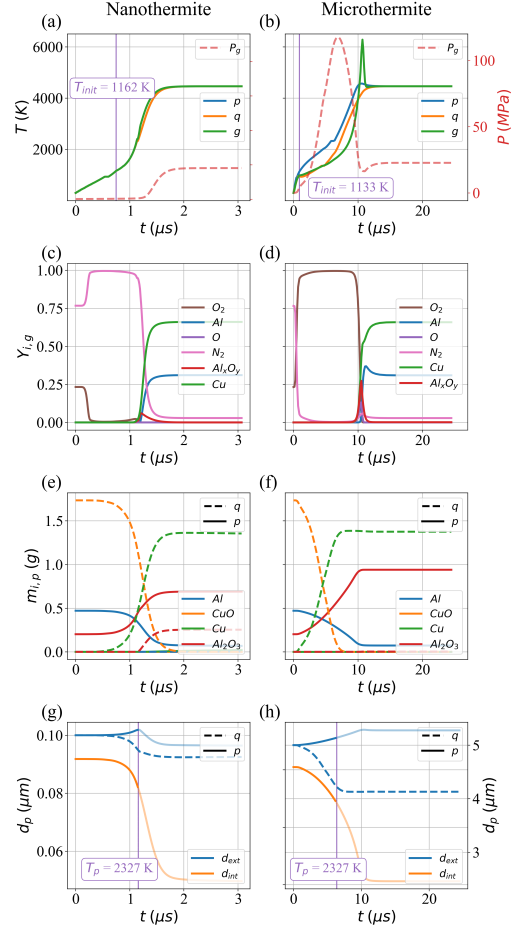 Nanothermite
Microthermite
(a)
(b)
6000
4000
2000
T (K)
P_g
T_init = 1162 K
p
q
g
0
1
2
3
t (μs)
P_g
T_init = 1133 K
p
q
g
100
50
0
P (MPa)
0
10
20
t (μs)
(c)
(d)
1.00
0.75
0.50
0.25
0.00
Y_i,g
O_2
Al
O
N_2
Al_xO_y
Cu
0
1
2
3
t (μs)
O_2
Al
O
N_2
Cu
Al_xO_y
0
10
20
t (μs)
(e)
(f)
1.5
1.0
0.5
0.0
m_i,p (g)
q
p
Al
CuO
Cu
Al_2O_3
0
1
2
3
t (μs)
q
p
Al
CuO
Cu
Al_2O_3
0
10
20
t (μs)
(g)
(h)
0.10
0.08
0.06
d_p (μm)
q
p
T_p = 2327 K
d_ext
d_int
0
1
2
3
t (μs)
q
p
T_p = 2327 K
d_ext
d_int
5
4
3
d_p (μm)
0
10
20
t (μs)